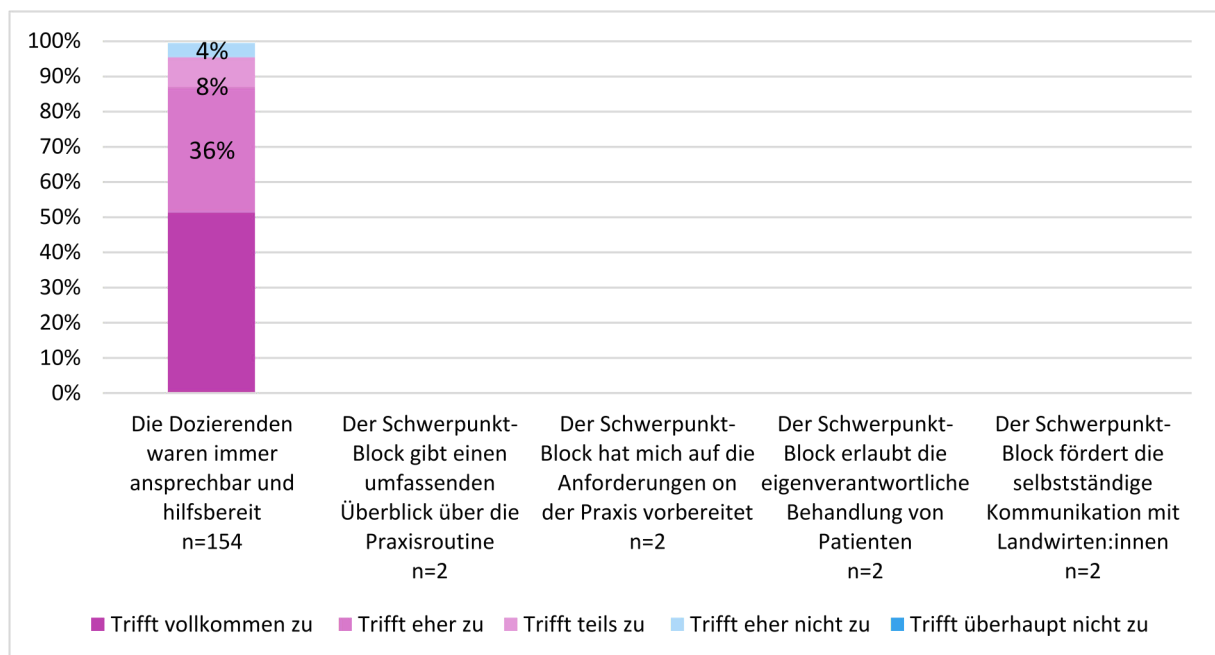 100%
90%
80%
70%
60%
50%
40%
30%
20%
10%
0%
4%
8%
36%
Die Dozierenden
waren immer
ansprechbar und
hilfsbereit
n=154
Der Schwerpunkt-
Block gibt einen
umfassenden
Überblick über die
Praxisroutine
n=2
Der Schwerpunkt-
Block hat mich auf die
Anforderungen on
der Praxis vorbereitet
n=2
Der Schwerpunkt-
Block erlaubt die
eigenverantwortliche
Behandlung von
Patienten
n=2
Der Schwerpunkt-
Block fördert die
selbstständige
Kommunikation mit
Landwirten:innen
n=2
Trifft vollkommen zu Trifft eher zu Trifft teils zu Trifft eher nicht zu Trifft überhaupt nicht zu